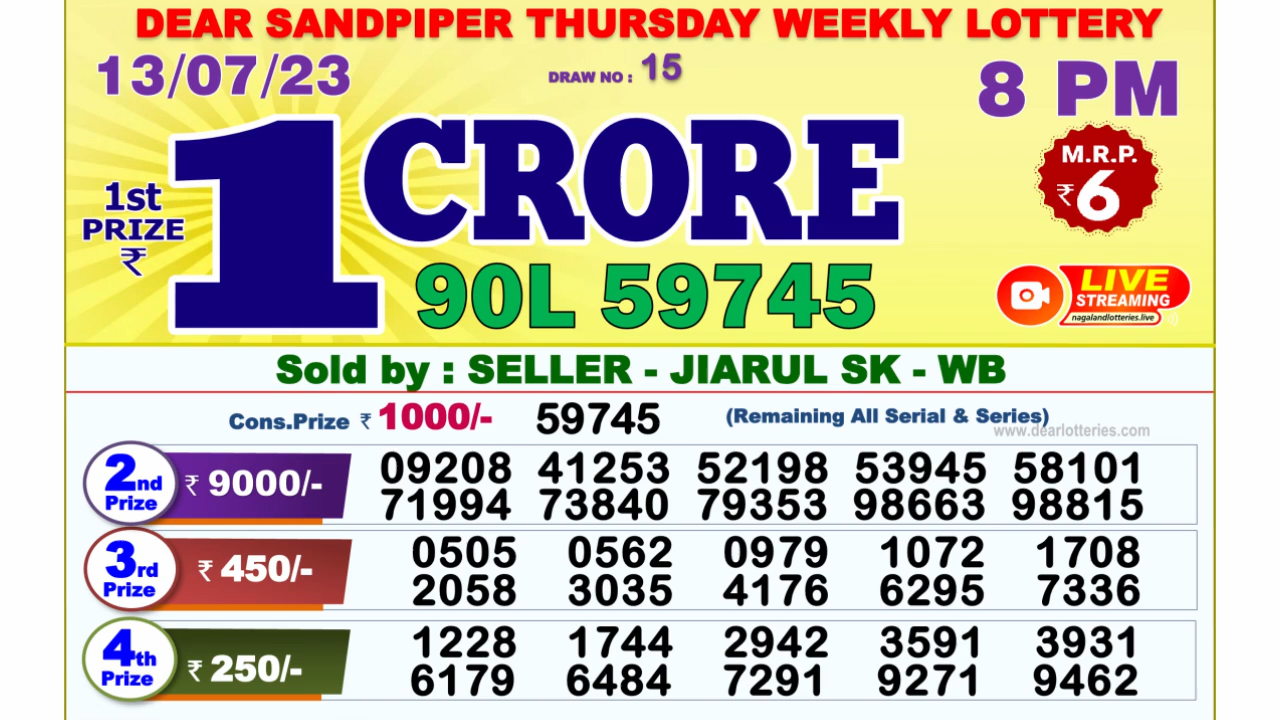 DEAR SANDPIPER THURSDAY WEEKLY LOTTERY
13/07/23
DRAW NO : 15
8 PM
1st
PRIZE
₹
1 CRORE
M.R.P.
₹ 6
90L 59745
LIVE
STREAMING
nagalandlotteries.live
Sold by : SELLER - JIARUL SK - WB
Cons.Prize ₹ 1000/- 59745 (Remaining All Serial & Series)
www.dearlotteries.com
2nd Prize ₹ 9000/-
09208 41253 52198 53945 58101
71994 73840 79353 98663 98815
3rd Prize ₹ 450/-
0505 0562 0979 1072 1708
2058 3035 4176 6295 7336
4th Prize ₹ 250/-
1228 1744 2942 3591 3931
6179 6484 7291 9271 9462